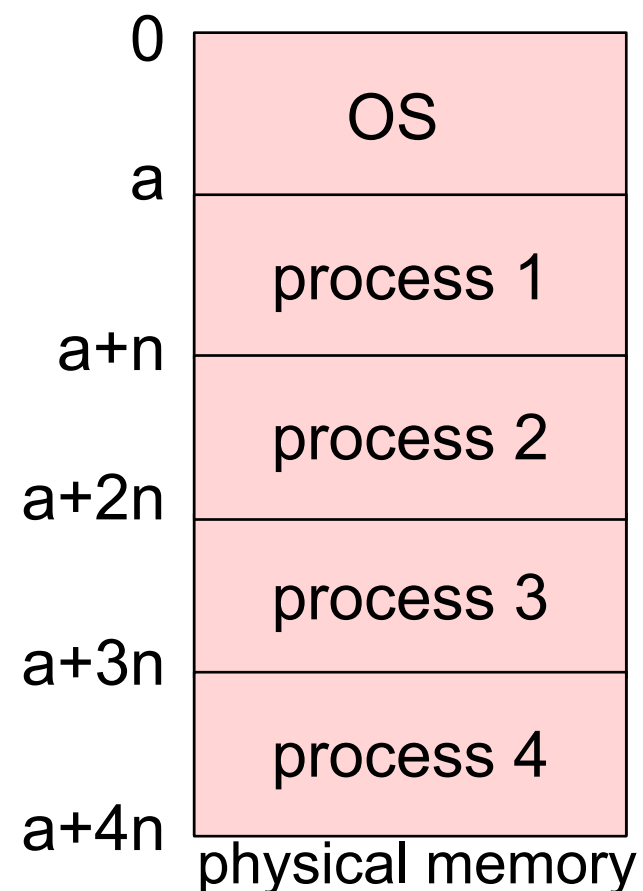 0
OS
a
process 1
a+n
process 2
a+2n
process 3
a+3n
process 4
a+4n
physical memory